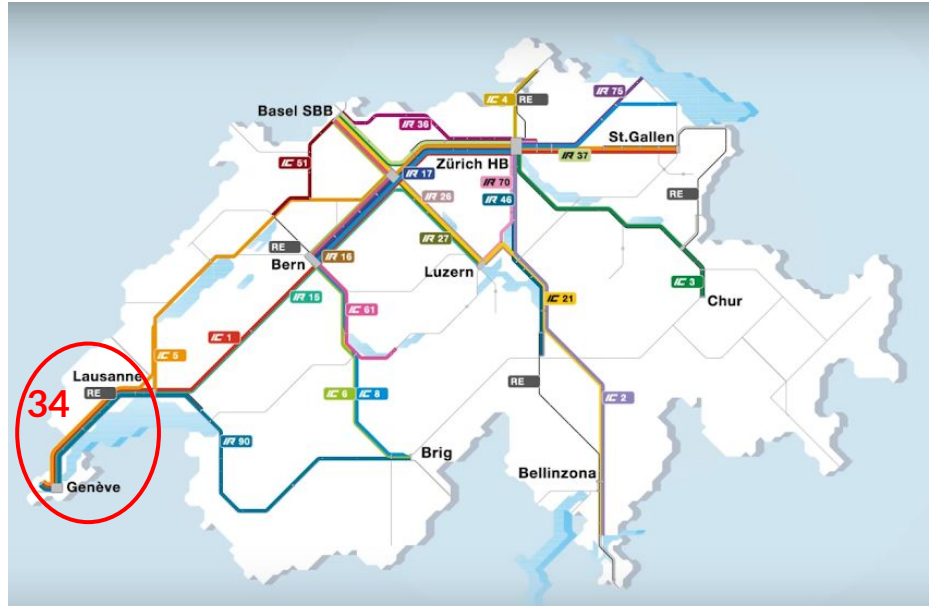 IR 75
IC 4 RE
Basel SBB
IR 36
St.Gallen
IC 51
Zürich HB
IR 37
IR 17
IR 70
IR 26
IR 46
RE
IR 27
RE
Bern
IR 16
Luzern
IC 3
IR 15
IC 21
Chur
IC 61
IC 1
IC 5
Lausanne
RE
RE
IC 6 IC 8
IC 2
34
IR 90
Brig
Bellinzona
Genève